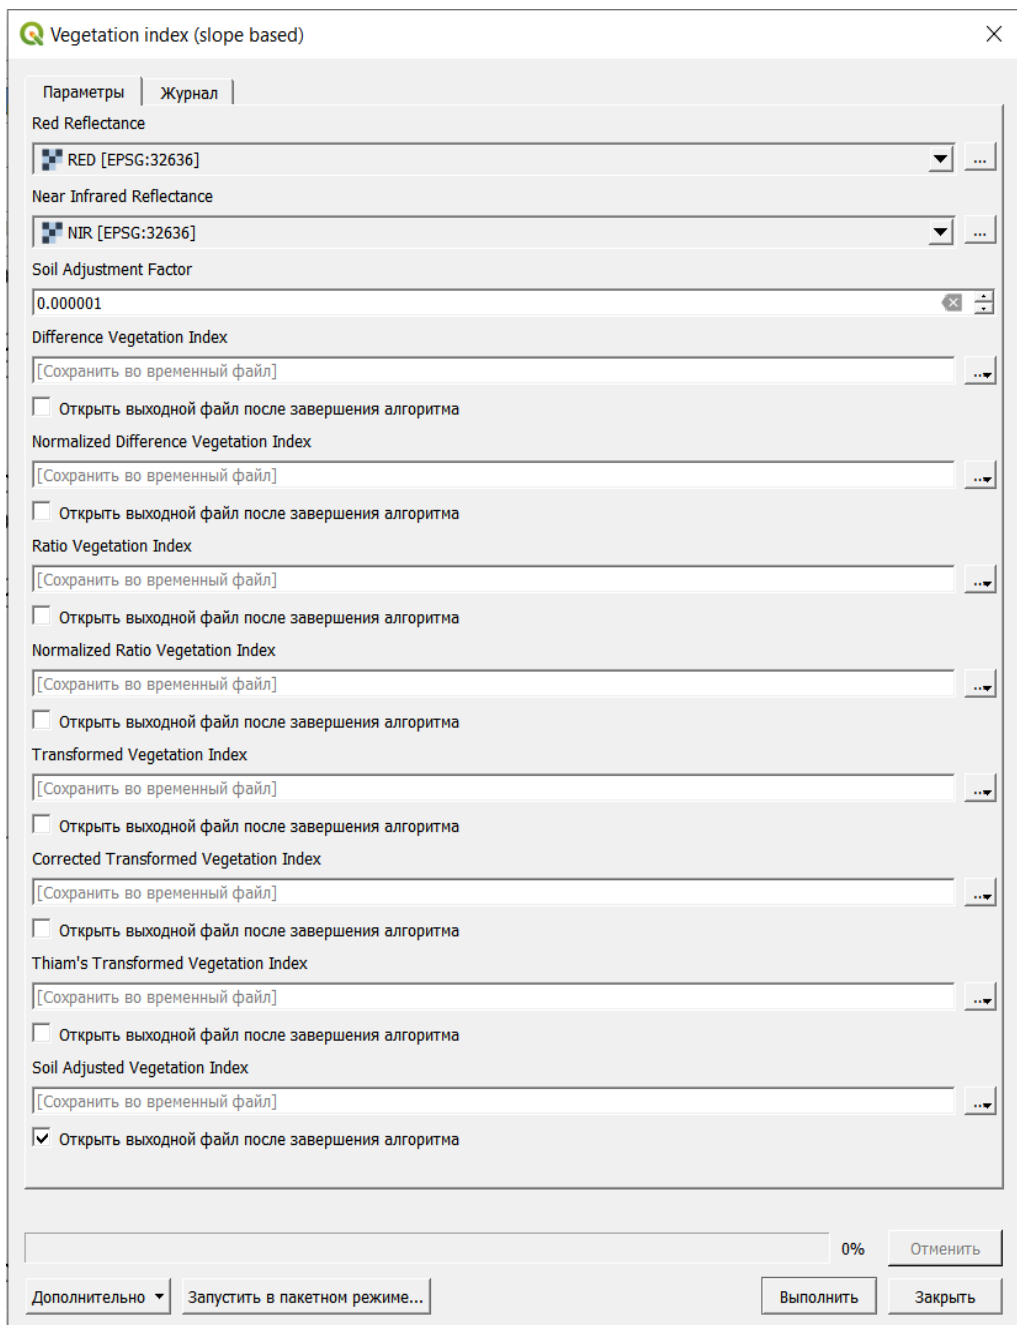 Vegetation index (slope based)
Параметры
Журнал
Red Reflectance
RED [EPSG:32636]
...
Near Infrared Reflectance
NIR [EPSG:32636]
...
Soil Adjustment Factor
0.000001
Difference Vegetation Index
[Сохранить во временный файл]
...
Открыть выходной файл после завершения алгоритма
Normalized Difference Vegetation Index
[Сохранить во временный файл]
...
Открыть выходной файл после завершения алгоритма
Ratio Vegetation Index
[Сохранить во временный файл]
...
Открыть выходной файл после завершения алгоритма
Normalized Ratio Vegetation Index
[Сохранить во временный файл]
...
Открыть выходной файл после завершения алгоритма
Transformed Vegetation Index
[Сохранить во временный файл]
...
Открыть выходной файл после завершения алгоритма
Corrected Transformed Vegetation Index
[Сохранить во временный файл]
...
Открыть выходной файл после завершения алгоритма
Thiam's Transformed Vegetation Index
[Сохранить во временный файл]
...
Открыть выходной файл после завершения алгоритма
Soil Adjusted Vegetation Index
[Сохранить во временный файл]
...
Открыть выходной файл после завершения алгоритма
0%
Отменить
Дополнительно
Запустить в пакетном режиме...
Выполнить
Закрыть